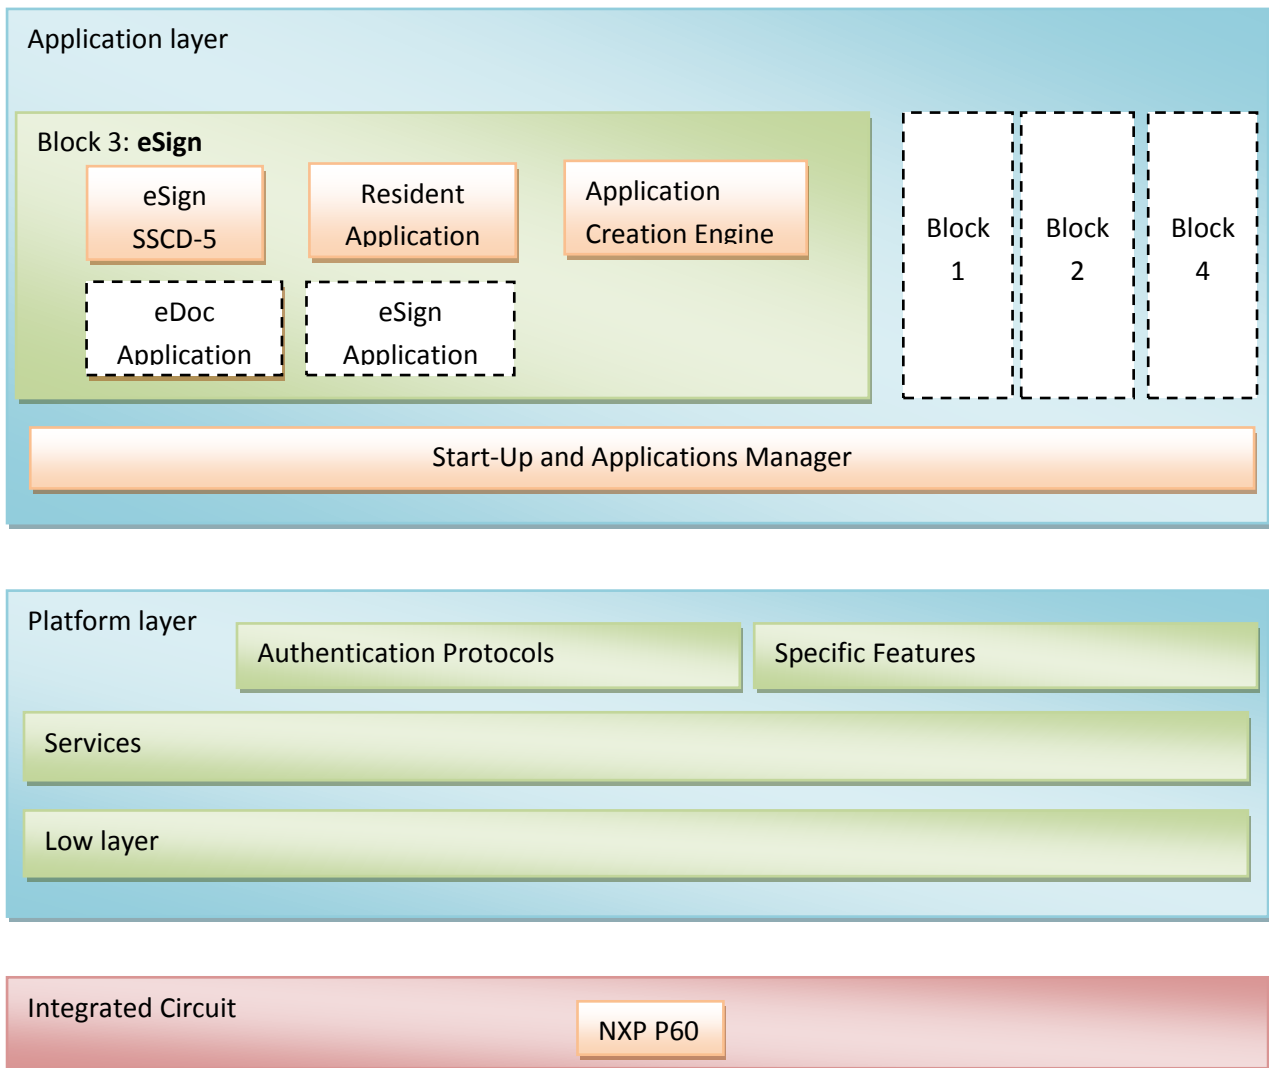 Application layer
Block 3: eSign
eSign
SSCD-5
Resident
Application
Application
Creation Engine
eDoc
Application
eSign
Application
Block
1
Block
2
Block
4
Start-Up and Applications Manager
Platform layer
Authentication Protocols
Specific Features
Services
Low layer
Integrated Circuit
NXP P60